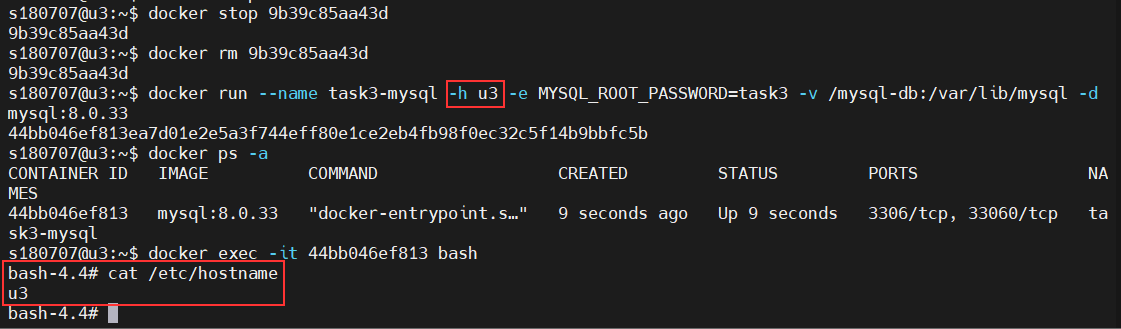 s180707@u3:~$ docker stop 9b39c85aa43d
9b39c85aa43d
s180707@u3:~$ docker rm 9b39c85aa43d
9b39c85aa43d
s180707@u3:~$ docker run --name task3-mysql -h u3 -e MYSQL_ROOT_PASSWORD=task3 -v /mysql-db:/var/lib/mysql -d
mysql:8.0.33
44bb046ef813ea7d01e2e5a3f744eff80e1ce2eb4fb98f0ec32c5f14b9bbfc5b
s180707@u3:~$ docker ps -a
CONTAINER ID   IMAGE          COMMAND                  CREATED         STATUS         PORTS                 NA
MES
44bb046ef813   mysql:8.0.33   "docker-entrypoint.s…"   9 seconds ago   Up 9 seconds   3306/tcp, 33060/tcp   ta
sk3-mysql
s180707@u3:~$ docker exec -it 44bb046ef813 bash
bash-4.4# cat /etc/hostname
u3
bash-4.4#